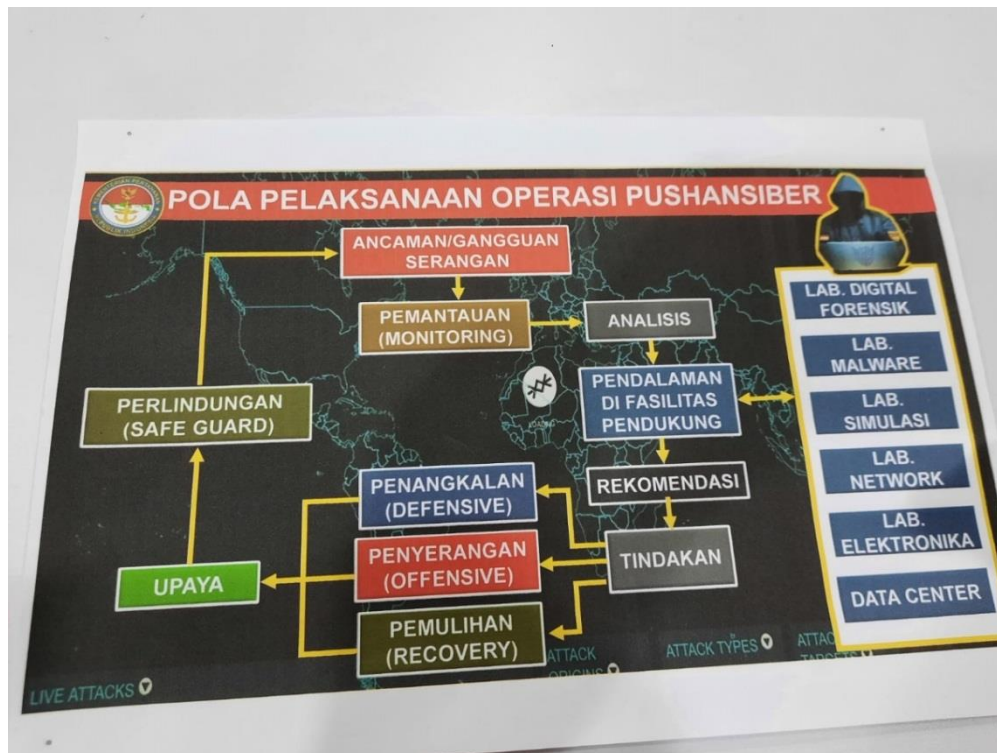 POLA PELAKSANAAN OPERASI PUSHANSIBER
ANCAMAN/GANGGUAN
SERANGAN
PEMANTAUAN
(MONITORING)
ANALISIS
PENDALAMAN
DI FASILITAS
PENDUKUNG
REKOMENDASI
TINDAKAN
PENANGKALAN
(DEFENSIVE)
PENYERANGAN
(OFFENSIVE)
PEMULIHAN
(RECOVERY)
UPAYA
PERLINDUNGAN
(SAFE GUARD)
LAB. DIGITAL
FORENSIK
LAB.
MALWARE
LAB.
SIMULASI
LAB.
NETWORK
LAB.
ELEKTRONIKA
DATA CENTER
LIVE ATTACKS
ATTACK
ORIGINS
ATTACK TYPES